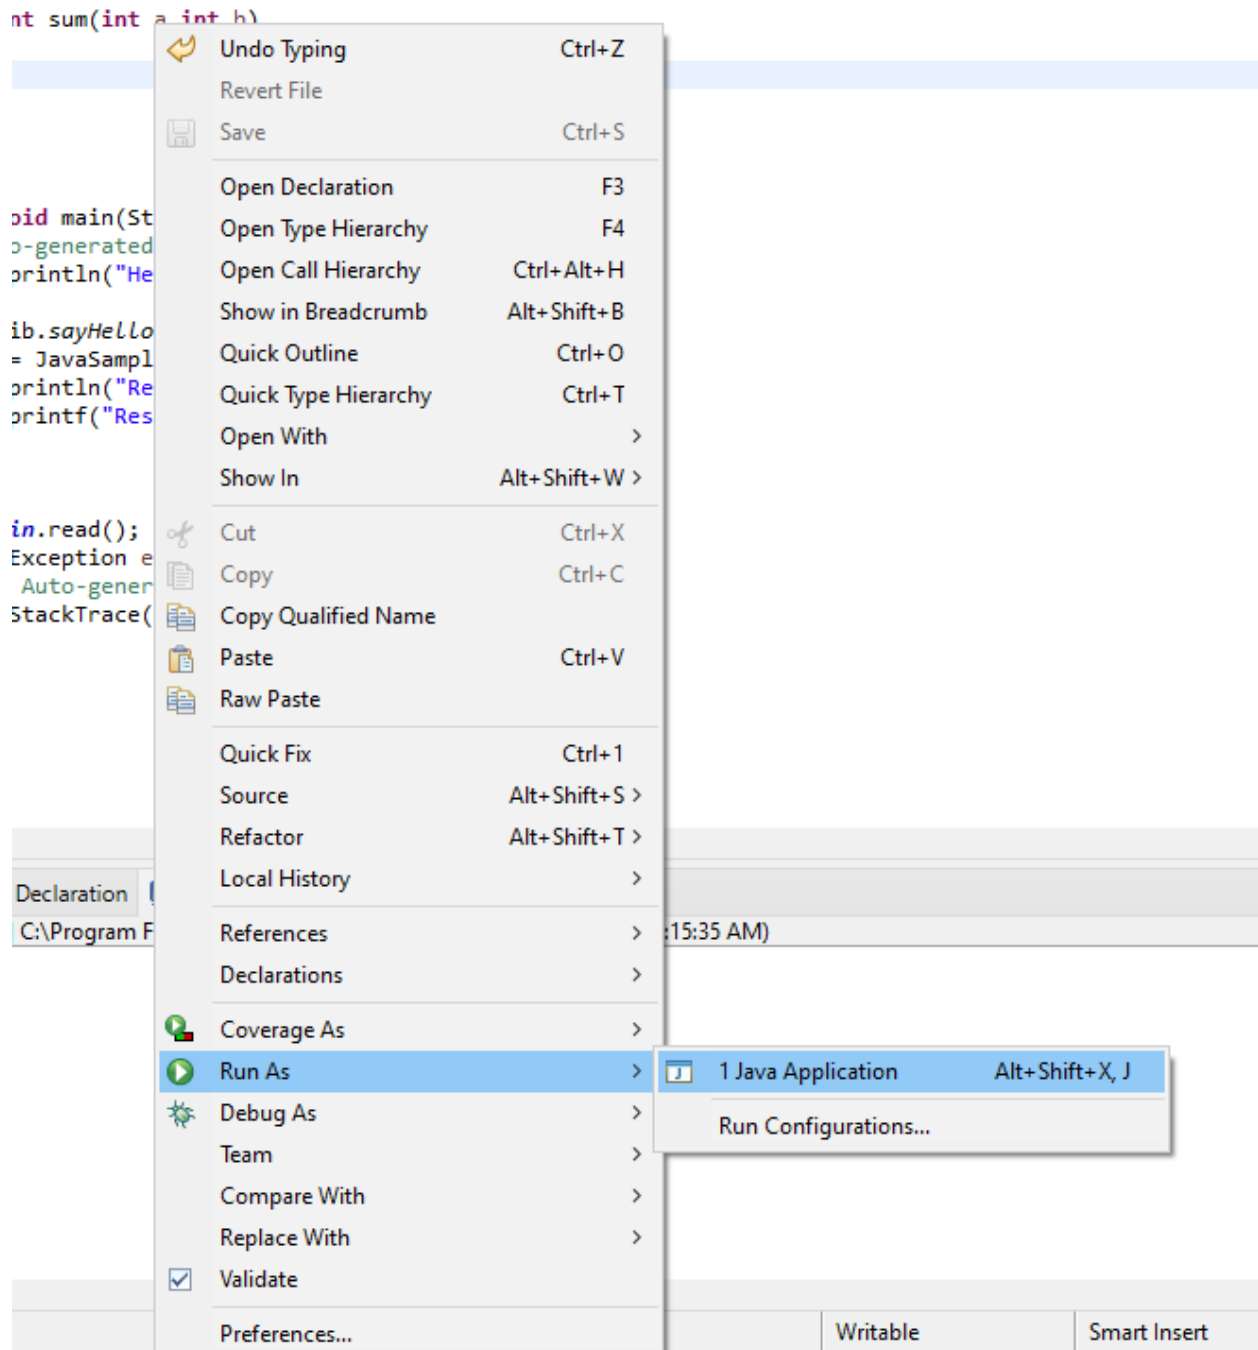 nt sum(int a,int b)
Undo Typing Ctrl+Z
Revert File
Save Ctrl+S
Open Declaration F3
oid main(St
Open Type Hierarchy F4
o-generated
println("He
Open Call Hierarchy Ctrl+Alt+H
Show in Breadcrumb Alt+Shift+B
ib.sayHello
Quick Outline Ctrl+O
= JavaSampl
println("Re
Quick Type Hierarchy Ctrl+T
printf("Res
Open With
Show In Alt+Shift+W
in.read();
Cut Ctrl+X
Exception e
Copy Ctrl+C
Auto-gener
StackTrace(
Copy Qualified Name
Paste Ctrl+V
Raw Paste
Quick Fix Ctrl+1
Source Alt+Shift+S
Refactor Alt+Shift+T
Local History
Declaration
C:\Program F :15:35 AM)
References
Declarations
Coverage As
Run As
1 Java Application Alt+Shift+X, J
Debug As
Run Configurations...
Team
Compare With
Replace With
Validate
Preferences...
Writable Smart Insert